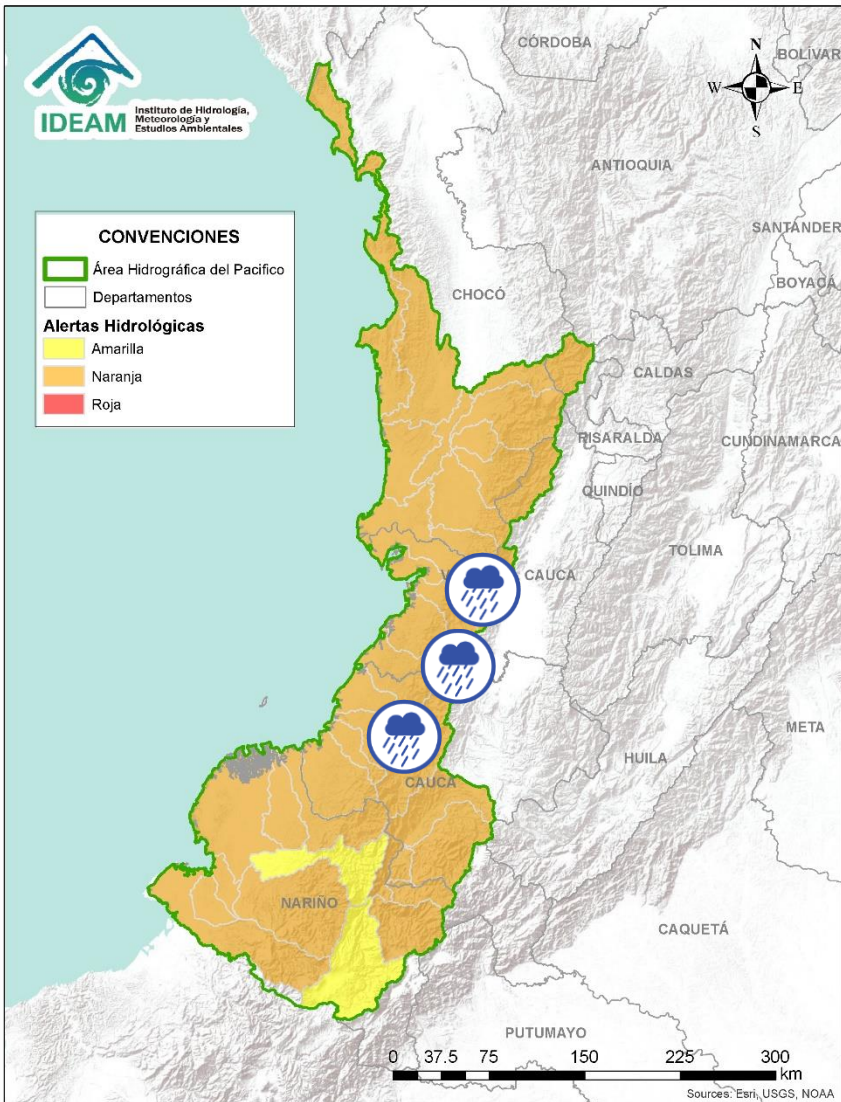 IDEAM
Instituto de Hidrología,
Meteorología y
Estudios Ambientales
CONVENCIONES
Área Hidrográfica del Pacifico
Departamentos
Alertas Hidrológicas
Amarilla
Naranja
Roja
N
W
E
S
CÓRDOBA
BOLÍVAR
ANTIOQUIA
SANTANDER
BOYACÁ
CHOCÓ
CALDAS
RISARALDA
CUNDINAMARCA
QUINDÍO
TOLIMA
CAUCA
META
HUILA
CAUCA
NARIÑO
CAQUETÁ
PUTUMAYO
0 37.5 75 150 225 300
km
Sources: Esri, USGS, NOAA